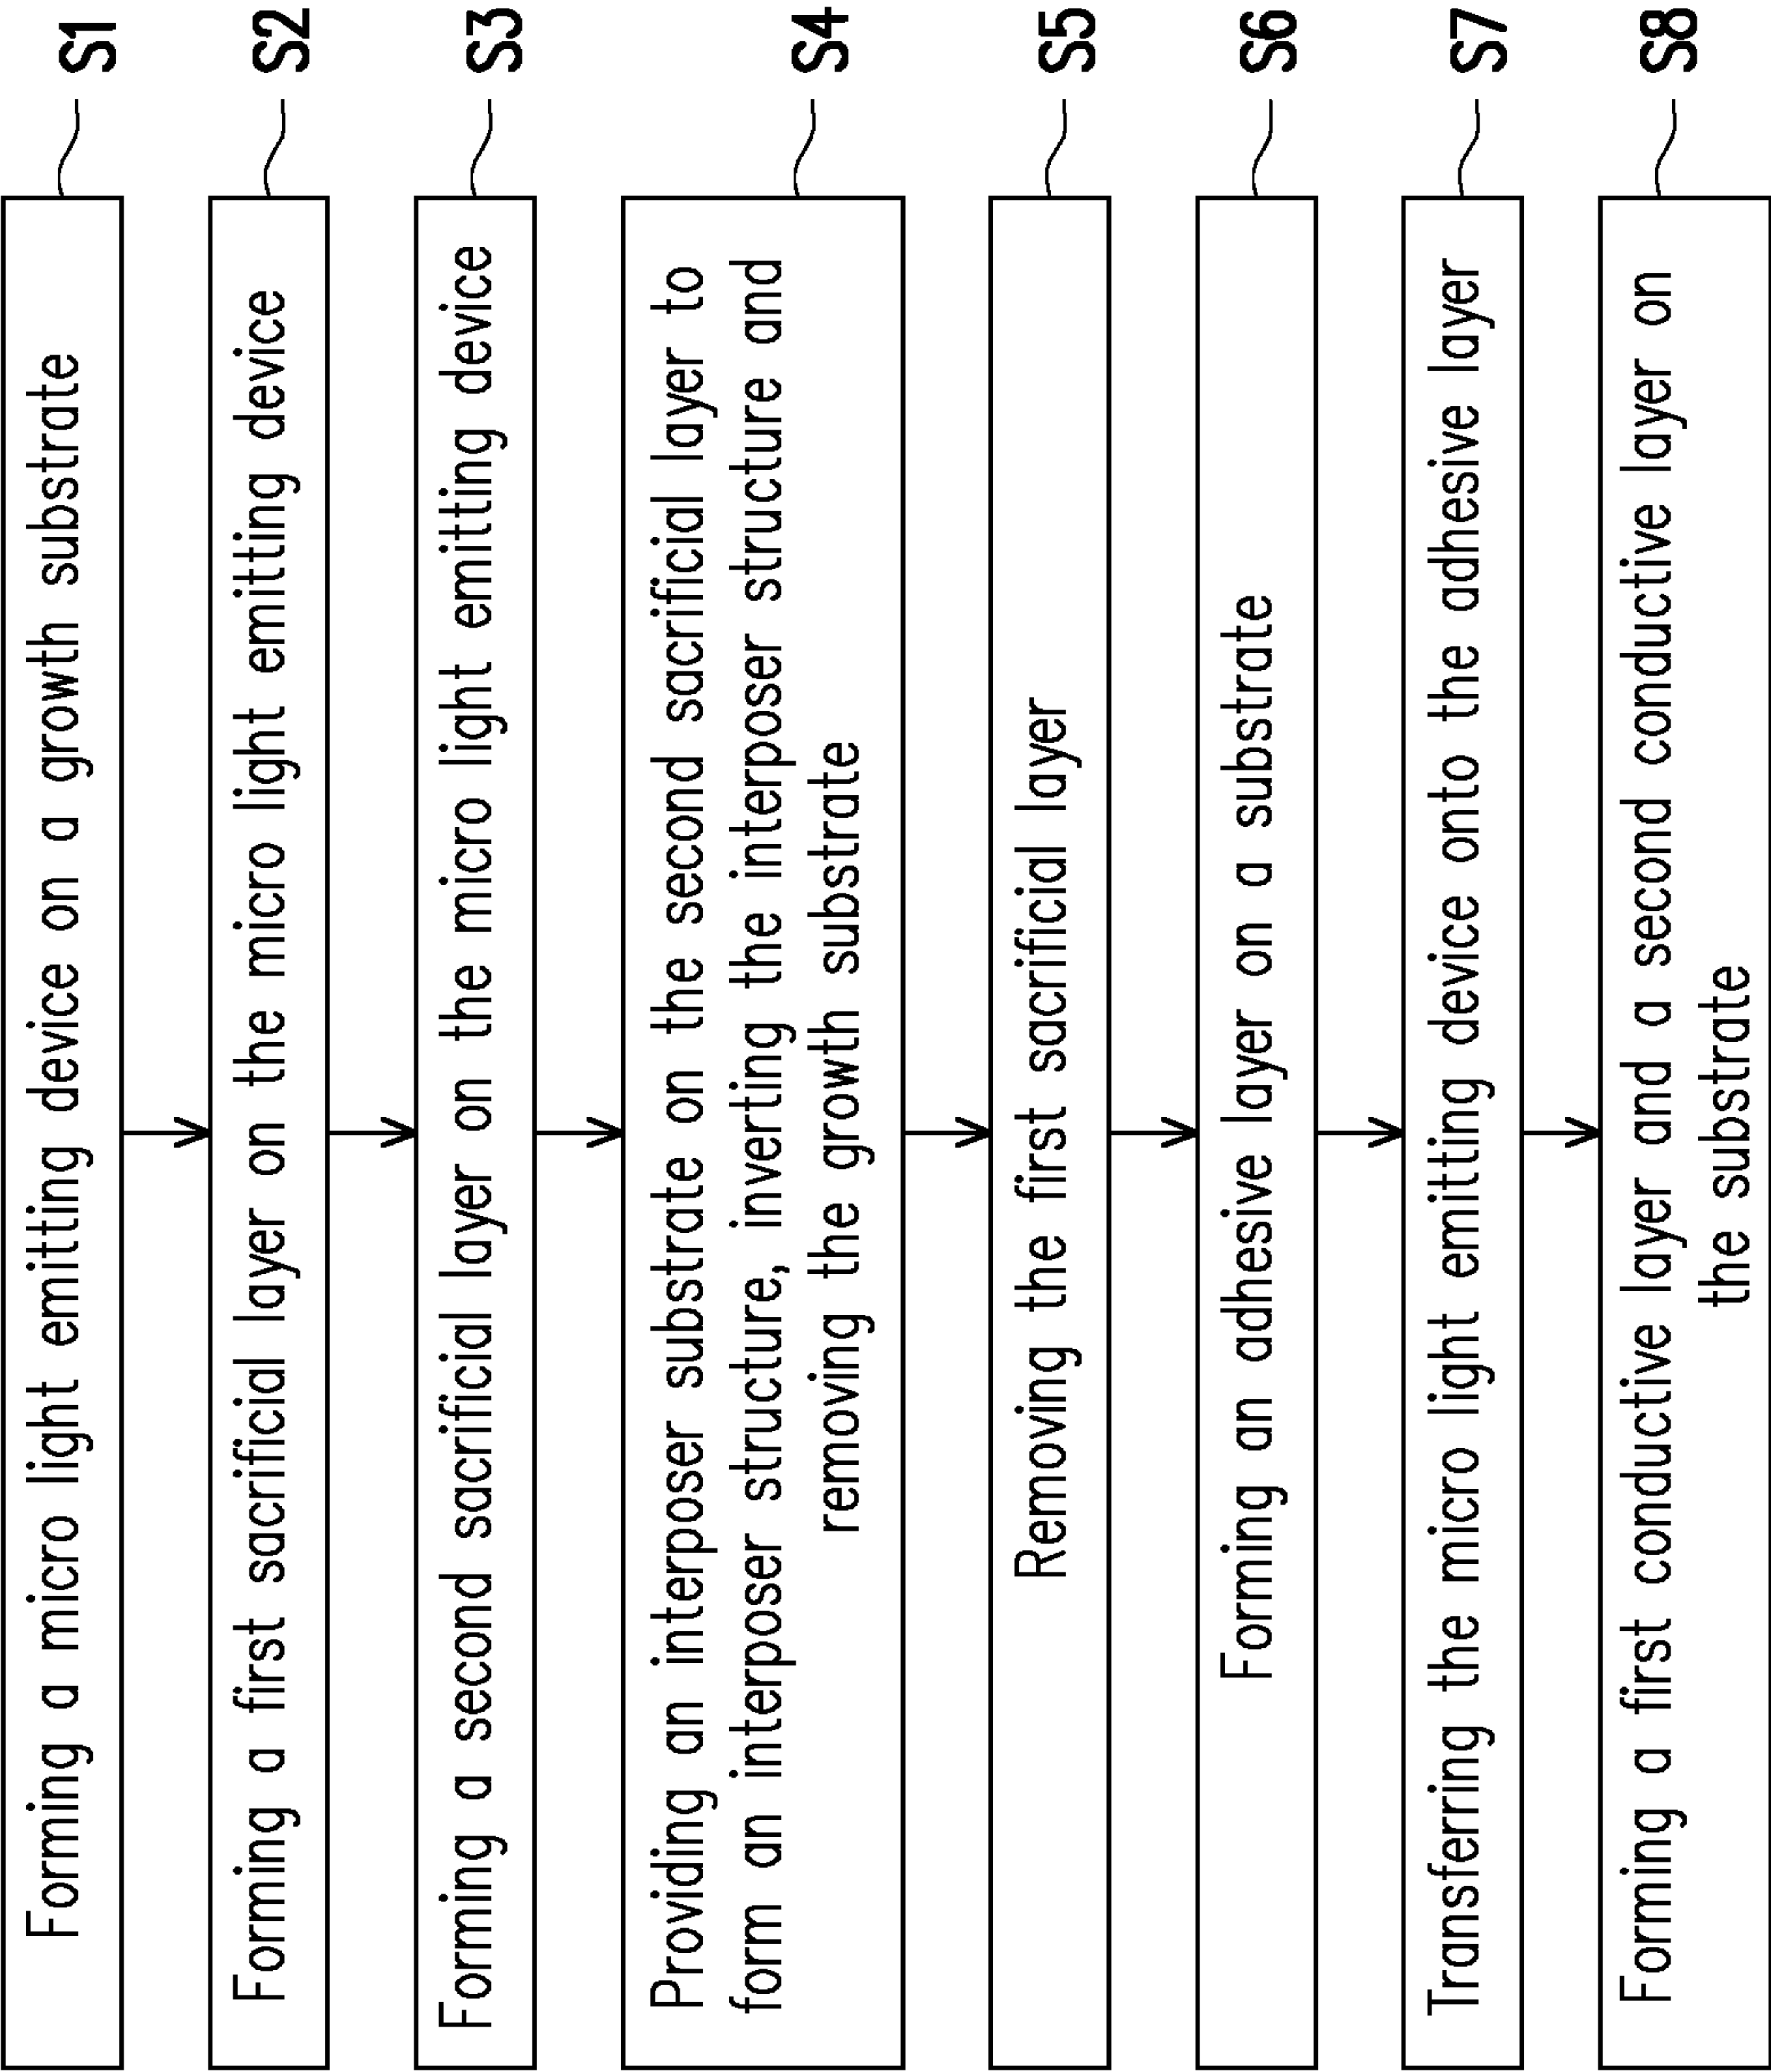 Forming a micro light emitting device on a growth substrate
S1
Forming a first sacrificial layer on the micro light emitting device
S2
Forming a second sacrificial layer on the micro light emitting device
S3
Providing an interposer substrate on the second sacrificial layer to
form an interposer structure, inverting the interposer structure and
removing the growth substrate
S4
Removing the first sacrificial layer
S5
Forming an adhesive layer on a substrate
S6
Transferring the micro light emitting device onto the adhesive layer
S7
Forming a first conductive layer and a second conductive layer on
the substrate
S8